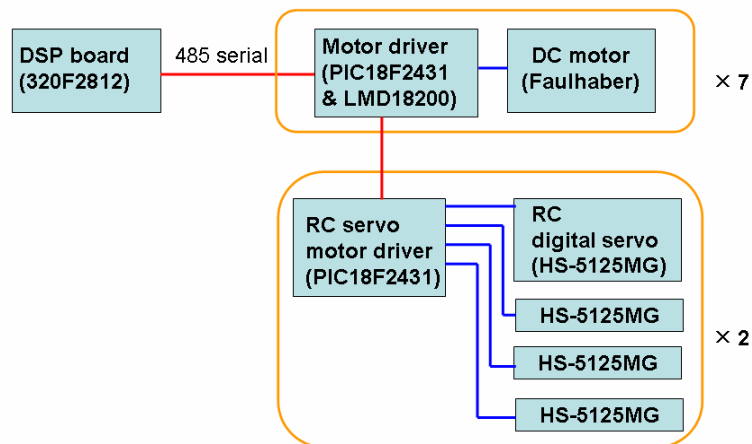 DSP board
(320F2812)
485 serial
Motor driver
(PIC18F2431
& LMD18200)
DC motor
(Faulhaber)
× 7
RC servo
motor driver
(PIC18F2431)
RC
digital servo
(HS-5125MG)
HS-5125MG
HS-5125MG
HS-5125MG
× 2